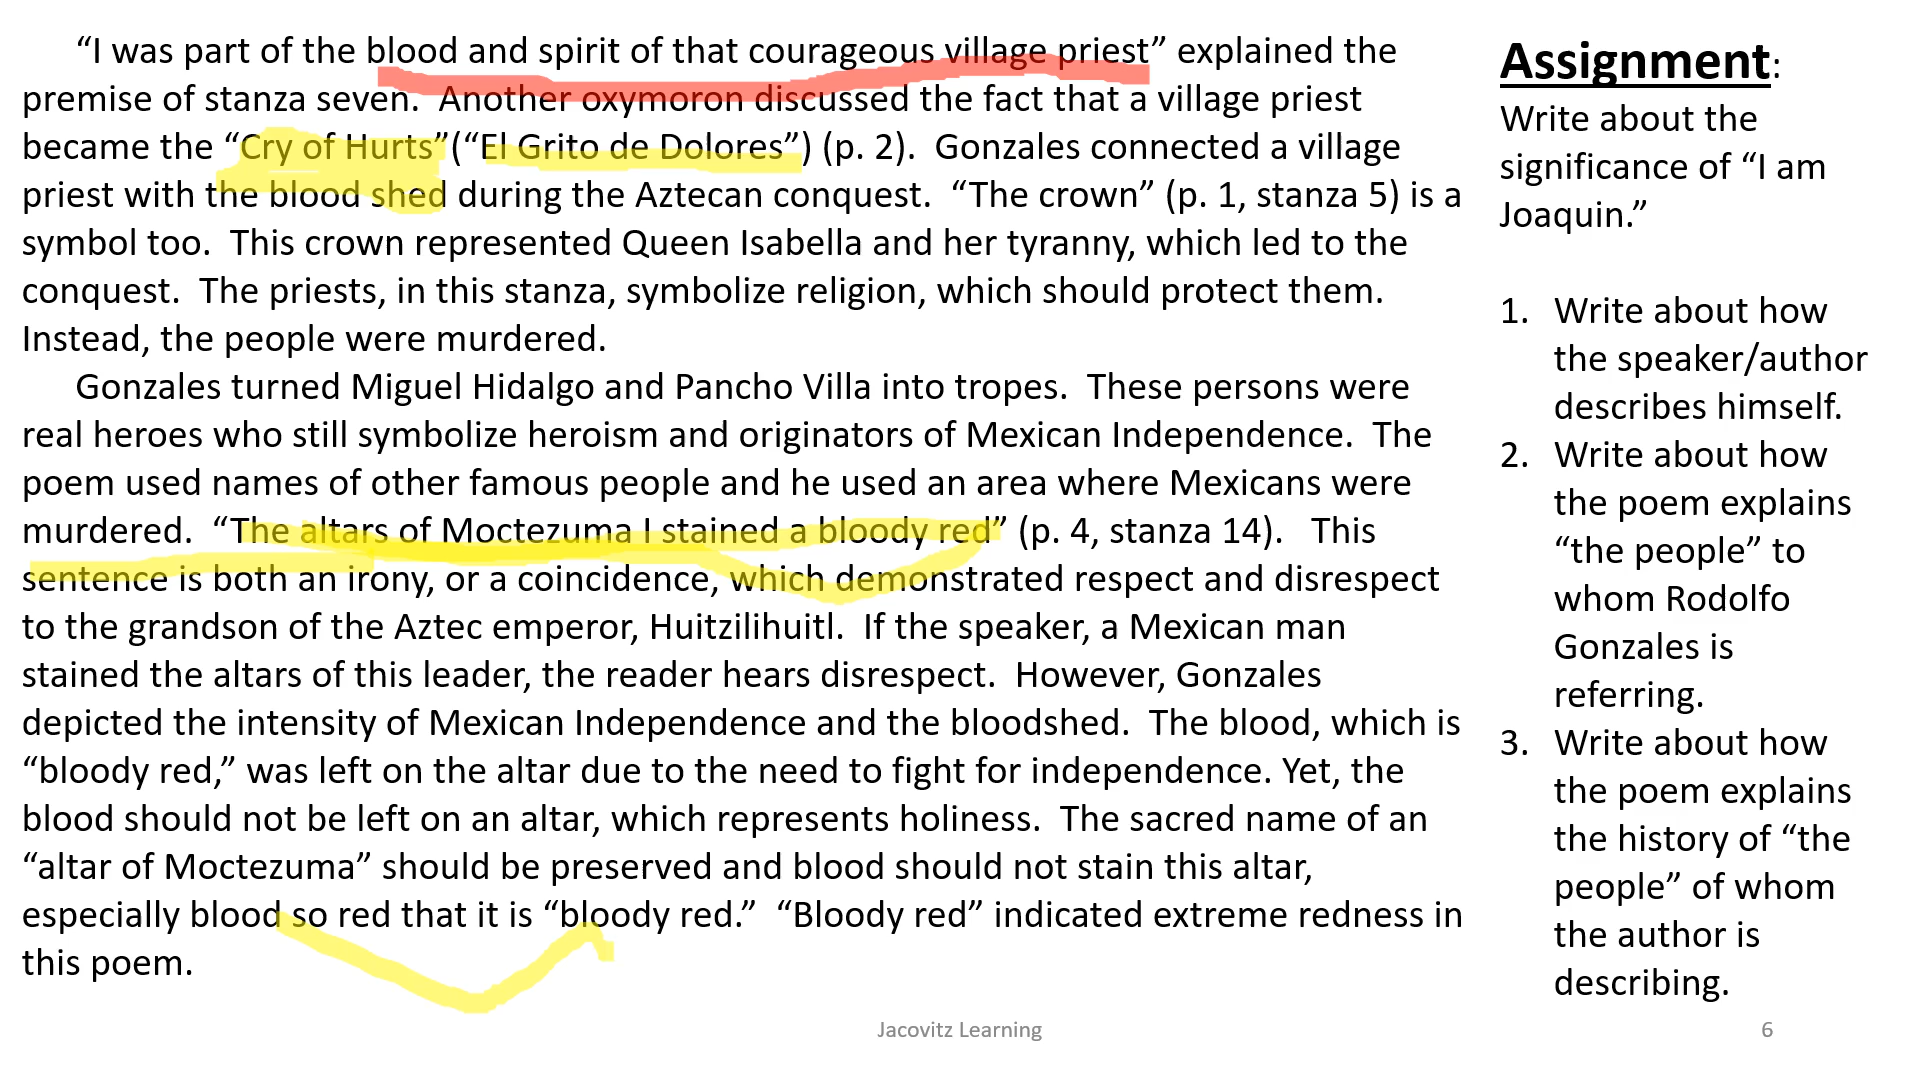 “I was part of the blood and spirit of that courageous village priest” explained the
premise of stanza seven.  Another oxymoron discussed the fact that a village priest
became the “Cry of Hurts”(“El Grito de Dolores”) (p. 2).  Gonzales connected a village
priest with the blood shed during the Aztecan conquest.  “The crown” (p. 1, stanza 5) is a
symbol too.  This crown represented Queen Isabella and her tyranny, which led to the
conquest.  The priests, in this stanza, symbolize religion, which should protect them.
Instead, the people were murdered.
Gonzales turned Miguel Hidalgo and Pancho Villa into tropes.  These persons were
real heroes who still symbolize heroism and originators of Mexican Independence.  The
poem used names of other famous people and he used an area where Mexicans were
murdered.  “The altars of Moctezuma I stained a bloody red” (p. 4, stanza 14).   This
sentence is both an irony, or a coincidence, which demonstrated respect and disrespect
to the grandson of the Aztec emperor, Huitzilihuitl.  If the speaker, a Mexican man
stained the altars of this leader, the reader hears disrespect.  However, Gonzales
depicted the intensity of Mexican Independence and the bloodshed.  The blood, which is
“bloody red,” was left on the altar due to the need to fight for independence. Yet, the
blood should not be left on an altar, which represents holiness.  The sacred name of an
“altar of Moctezuma” should be preserved and blood should not stain this altar,
especially blood so red that it is “bloody red.”  “Bloody red” indicated extreme redness in
this poem.
Assignment:
Write about the
significance of “I am
Joaquin.”
1. Write about how
the speaker/author
describes himself.
2. Write about how
the poem explains
“the people” to
whom Rodolfo
Gonzales is
referring.
3. Write about how
the poem explains
the history of “the
people” of whom
the author is
describing.
Jacovitz Learning
6